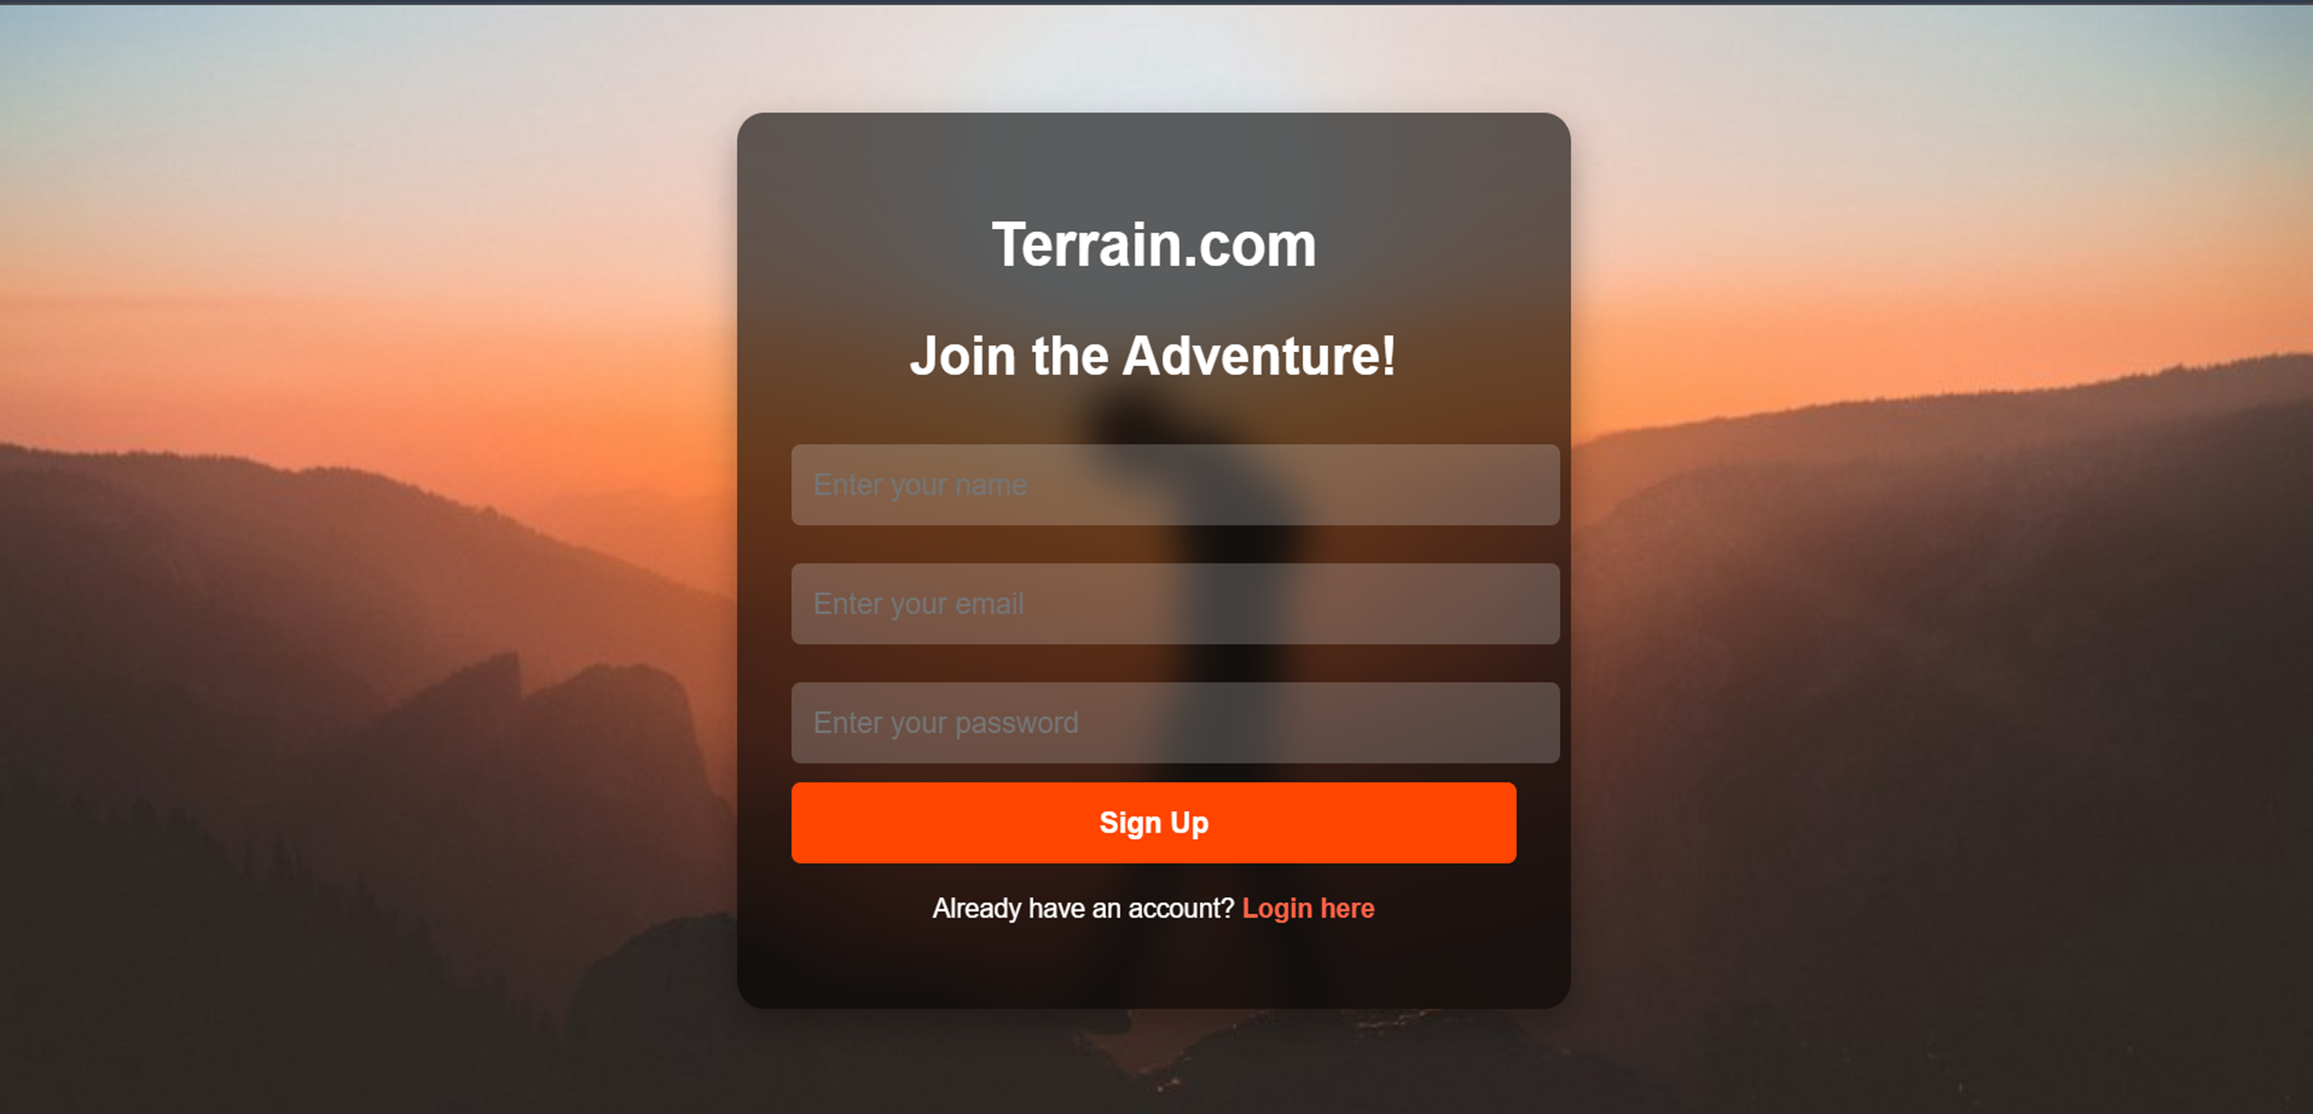 Terrain.com
Join the Adventure!
Enter your name
Enter your email
Enter your password
Sign Up
Already have an account? Login here